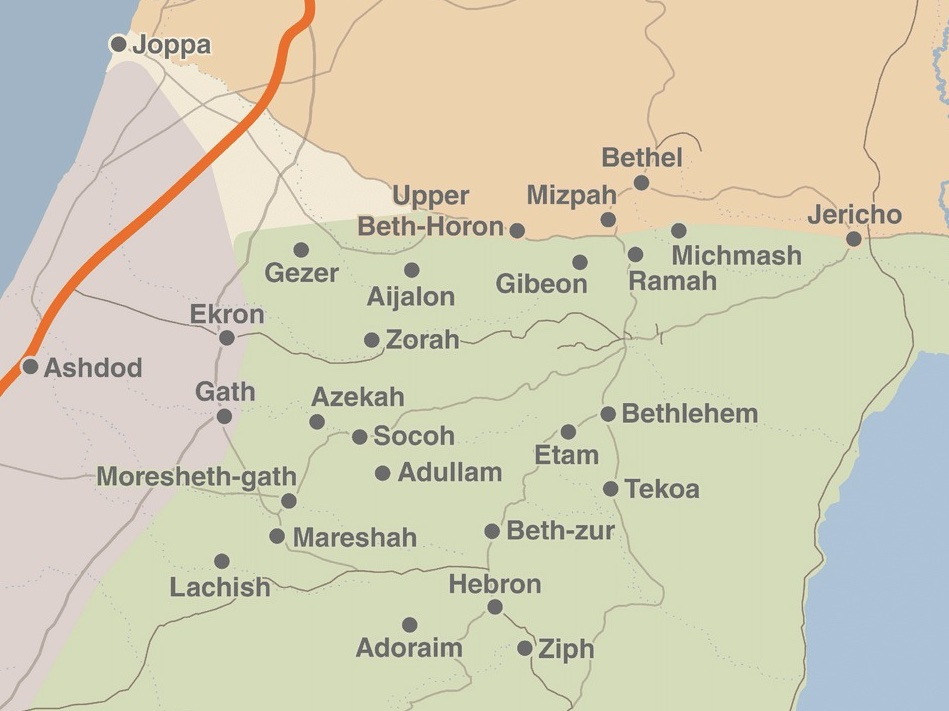 Joppa
Bethel
Upper
Beth-Horon
Mizpah
Jericho
Gezer
Aijalon
Gibeon
Ramah
Michmash
Ekron
Zorah
Ashdod
Gath
Azekah
Socoh
Bethlehem
Etam
Moresheth-gath
Adullam
Tekoa
Mareshah
Beth-zur
Lachish
Hebron
Adoraim
Ziph